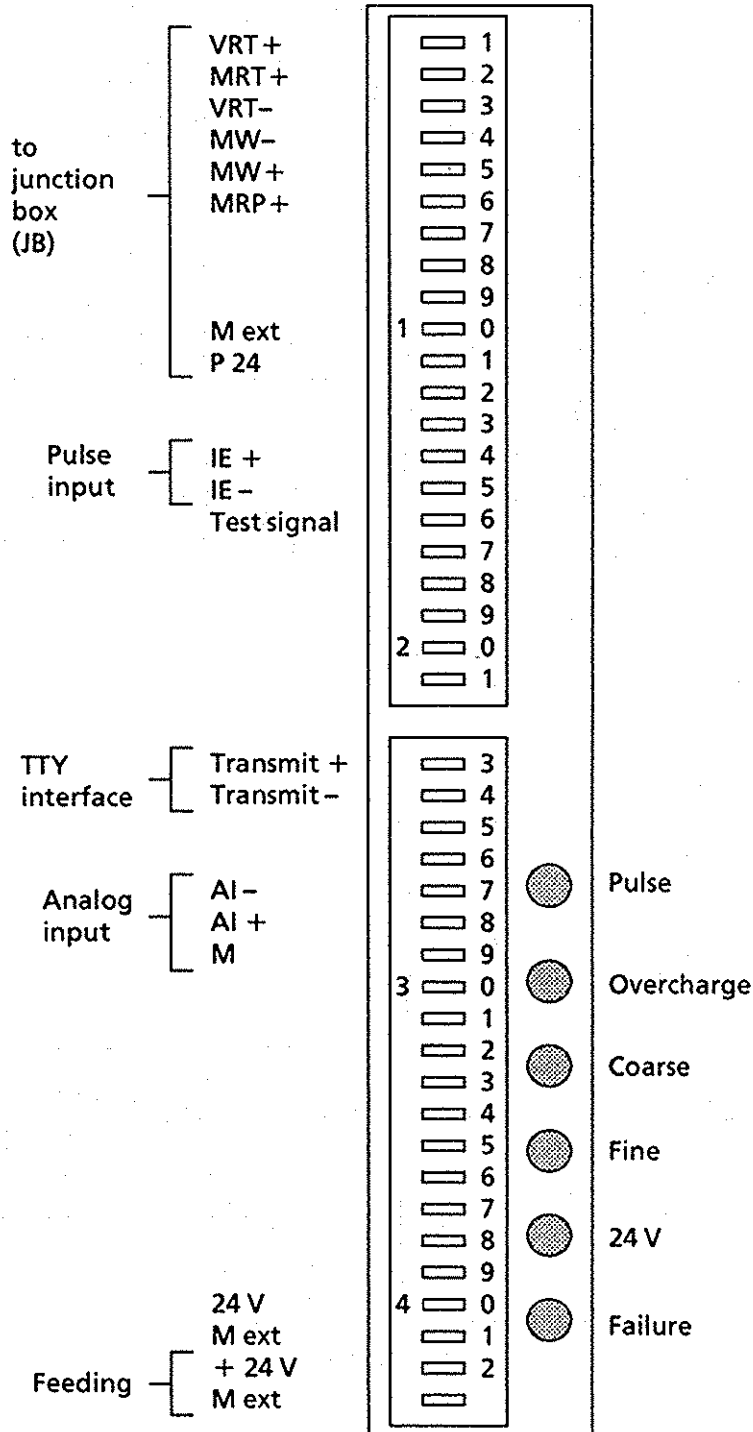 VRT + 1
MRT + 2
VRT – 3
MW – 4
to
junction
box
(JB)
MW + 5
MRP + 6
7
8
9
M ext 1 0
P 24 1
2
3
Pulse
input
IE + 4
IE – 5
Test signal 6
7
8
9
2 0
1
TTY
interface
Transmit + 3
Transmit – 4
5
6
Analog
input
AI – 7
AI + 8
M 9
3 0
1
2
3
4
5
6
7
8
9
24 V 4 0
M ext 1
Feeding
+ 24 V 2
M ext
Pulse
Overcharge
Coarse
Fine
24 V
Failure